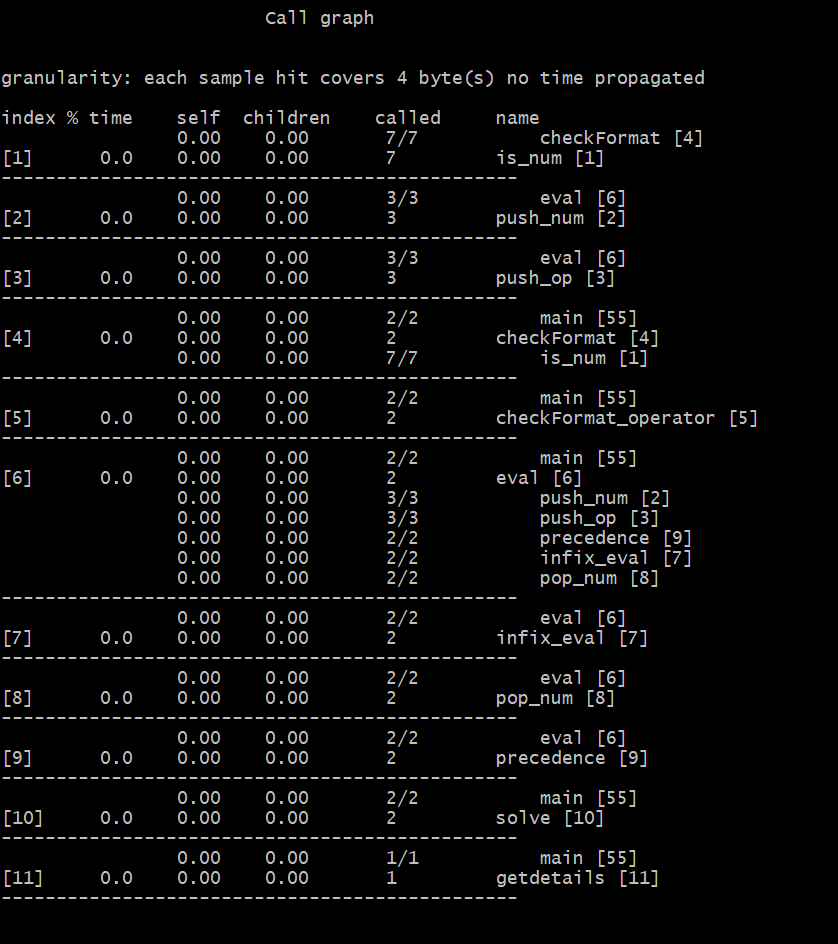 Call graph
granularity: each sample hit covers 4 byte(s) no time propagated
index % time    self  children    called     name
                0.00    0.00       7/7           checkFormat [4]
[1]      0.0    0.00    0.00       7         is_num [1]
-----------------------------------------------
                0.00    0.00       3/3           eval [6]
[2]      0.0    0.00    0.00       3         push_num [2]
-----------------------------------------------
                0.00    0.00       3/3           eval [6]
[3]      0.0    0.00    0.00       3         push_op [3]
-----------------------------------------------
                0.00    0.00       2/2           main [55]
[4]      0.0    0.00    0.00       2         checkFormat [4]
                0.00    0.00       7/7           is_num [1]
-----------------------------------------------
                0.00    0.00       2/2           main [55]
[5]      0.0    0.00    0.00       2         checkFormat_operator [5]
-----------------------------------------------
                0.00    0.00       2/2           main [55]
[6]      0.0    0.00    0.00       2         eval [6]
                0.00    0.00       3/3           push_num [2]
                0.00    0.00       3/3           push_op [3]
                0.00    0.00       2/2           precedence [9]
                0.00    0.00       2/2           infix_eval [7]
                0.00    0.00       2/2           pop_num [8]
-----------------------------------------------
                0.00    0.00       2/2           eval [6]
[7]      0.0    0.00    0.00       2         infix_eval [7]
-----------------------------------------------
                0.00    0.00       2/2           eval [6]
[8]      0.0    0.00    0.00       2         pop_num [8]
-----------------------------------------------
                0.00    0.00       2/2           eval [6]
[9]      0.0    0.00    0.00       2         precedence [9]
-----------------------------------------------
                0.00    0.00       2/2           main [55]
[10]     0.0    0.00    0.00       2         solve [10]
-----------------------------------------------
                0.00    0.00       1/1           main [55]
[11]     0.0    0.00    0.00       1         getdetails [11]
-----------------------------------------------